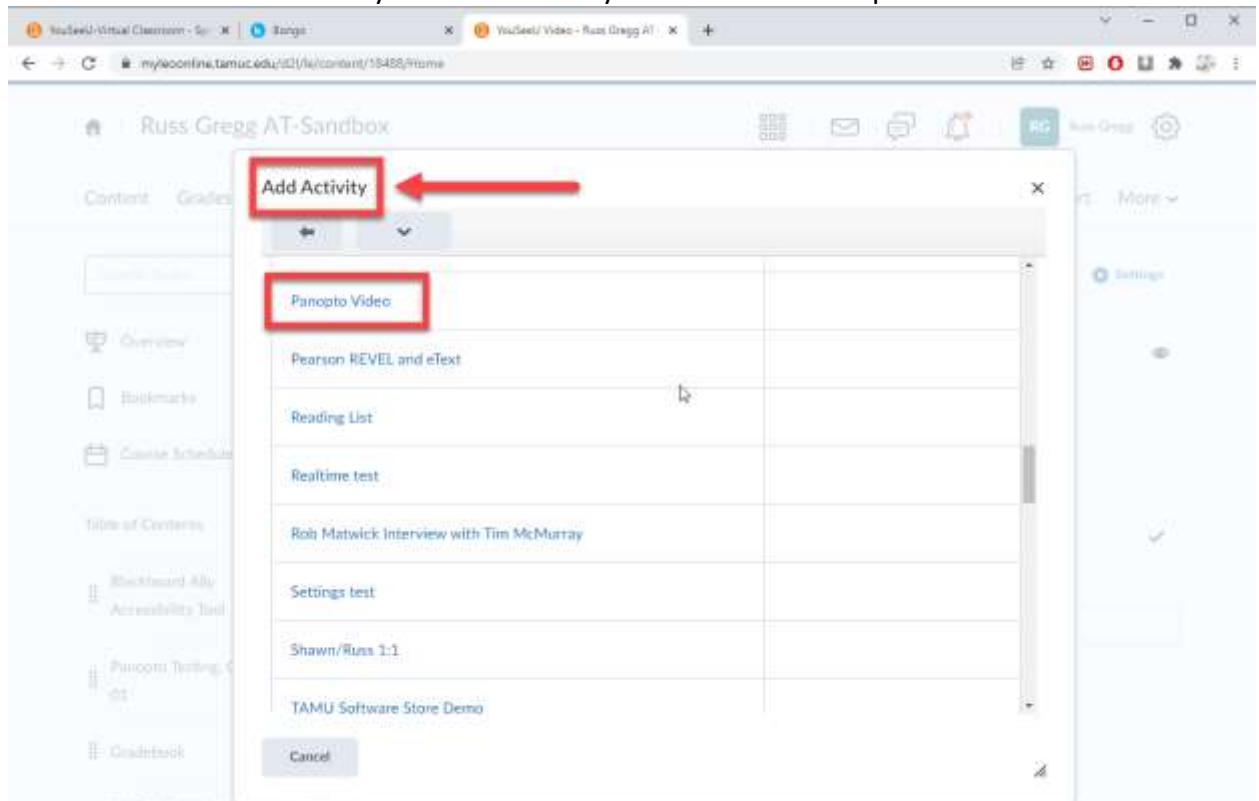 YouSeeU-Virtual Classroom - Sy
Xongo
YouSeeU Video - Russ Gregg AT-
myleoonline.tamuc.edu/d2l/le/content/18488/Home
Russ Gregg AT-Sandbox
RG
Russ Gregg
Content
Grades
More
Add Activity
Settings
Panopto Video
Overview
Pearson REVEL and eText
Bookmarks
Reading List
Course Schedule
Realtime test
Table of Contents
Rob Matwick Interview with Tim McMurray
Blackboard Ally
Accessibility Tool
Settings test
Shawn/Russ 1:1
Panopto Testing,
01
TAMU Software Store Demo
Gradebook
Cancel